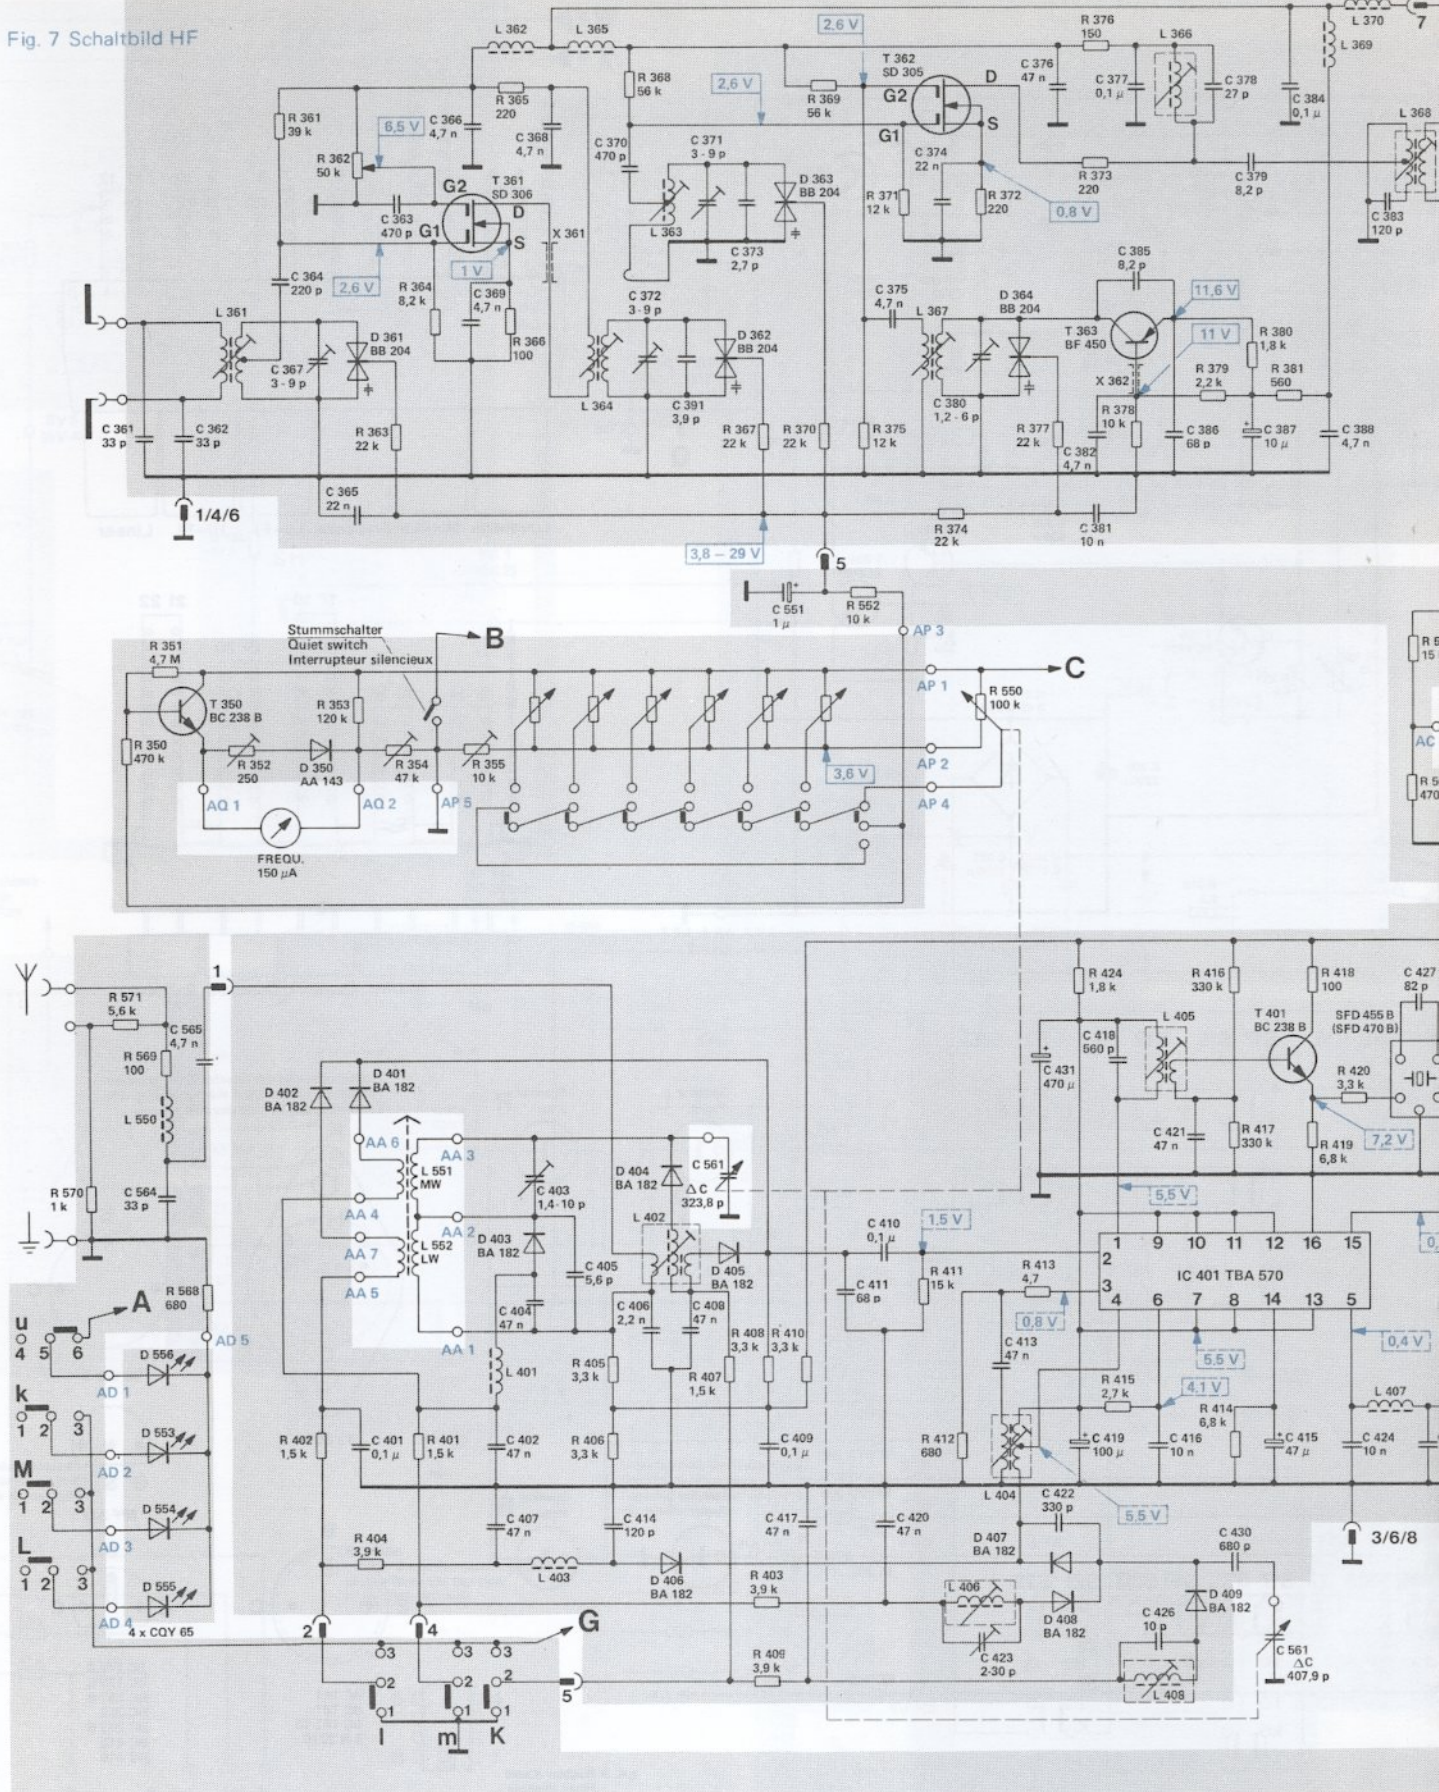 Fig. 7 Schaltbild HF
L 362
L 365
2,6 V
R 376
150
L 366
L 370
7
L 369
T 362
SD 305
C 376
47 n
C 377
0,1 µ
C 378
27 p
R 368
56 k
2,6 V
R 369
56 k
G2
D
G1
S
C 384
0,1 µ
L 368
R 361
39 k
6,5 V
C 366
4,7 n
R 365
220
C 368
4,7 n
R 362
50 k
C 370
470 p
C 371
3 - 9 p
D 363
BB 204
C 374
22 n
R 373
220
C 379
8,2 p
T 361
SD 306
G2
D
C 363
470 p
G1
S
X 361
L 363
C 373
2,7 p
R 371
12 k
R 372
220
0,8 V
C 383
120 p
C 364
220 p
2,6 V
1 V
R 364
8,2 k
C 369
4,7 n
R 366
100
C 372
3-9 p
C 375
4,7 n
D 364
BB 204
C 385
8,2 p
11,6 V
L 361
D 361
BB 204
C 367
3 - 9 p
D 362
BB 204
L 367
T 363
BF 450
11 V
R 380
1,8 k
X 362
R 379
2,2 k
R 381
560
L 364
C 391
3,9 p
C 380
1,2 - 6 p
C 361
33 p
C 362
33 p
R 363
22 k
R 367
22 k
R 370
22 k
R 375
12 k
R 377
22 k
C 382
4,7 n
R 378
10 k
C 386
68 p
C 387
10 µ
C 388
4,7 n
C 365
22 n
1/4/6
3,8 – 29 V
R 374
22 k
C 381
10 n
5
C 551
1 µ
R 552
10 k
AP 3
Stummschalter
Quiet switch
Interrupteur silencieux
B
R 351
4,7 M
AP 1
C
R 550
100 k
T 350
BC 238 B
R 353
120 k
R 350
470 k
R 352
250
D 350
AA 143
R 354
47 k
R 355
10 k
3,6 V
AP 2
AQ 1
AQ 2
AP 5
AP 4
FREQU.
150 µA
AC
1
R 571
5,6 k
C 565
4,7 n
R 569
100
L 550
R 570
1 k
C 564
33 p
R 568
680
R 424
1,8 k
R 416
330 k
R 418
100
C 427
82 p
L 405
T 401
BC 238 B
SFD 455 B
(SFD 470 B)
C 418
560 p
C 431
470 µ
R 420
3,3 k
C 421
47 n
R 417
330 k
R 419
6,8 k
7,2 V
D 402
BA 182
D 401
BA 182
AA 6
AA 3
L 551
MW
AA 4
AA 2
AA 7
L 552
LW
AA 5
AA 1
C 403
1,4-10 p
D 403
BA 182
C 404
47 n
C 405
5,6 p
L 401
D 404
BA 182
C 561
ΔC
323,8 p
L 402
D 405
BA 182
C 406
2,2 n
C 408
47 n
C 410
0,1 µ
1,5 V
C 411
68 p
R 411
15 k
R 413
4,7
0,8 V
5,5 V
1 9 10 11 12 16 15
2
3
IC 401 TBA 570
4 6 7 8 14 13 5
5,5 V
0,4 V
R 405
3,3 k
R 407
1,5 k
R 408
3,3 k
R 410
3,3 k
C 413
47 n
R 415
2,7 k
4,1 V
R 414
6,8 k
L 407
R 402
1,5 k
C 401
0,1 µ
R 401
1,5 k
C 402
47 n
R 406
3,3 k
C 409
0,1 µ
R 412
680
C 419
100 µ
C 416
10 n
C 415
47 µ
C 424
10 n
L 404
5,5 V
C 422
330 p
A
u
4 5 6
AD 5
D 556
AD 1
k
1 2 3
D 553
AD 2
M
1 2 3
D 554
AD 3
L
1 2 3
D 555
AD 4
4 x CQY 65
R 404
3,9 k
C 407
47 n
C 414
120 p
L 403
D 406
BA 182
C 417
47 n
C 420
47 n
D 407
BA 182
C 430
680 p
3/6/8
R 403
3,9 k
L 406
D 408
BA 182
C 423
2-30 p
D 409
BA 182
C 426
10 p
L 408
C 561
ΔC
407,9 p
R 409
3,9 k
2
4
G
3 3 3
2 2 2
1 1 1
5
l m K